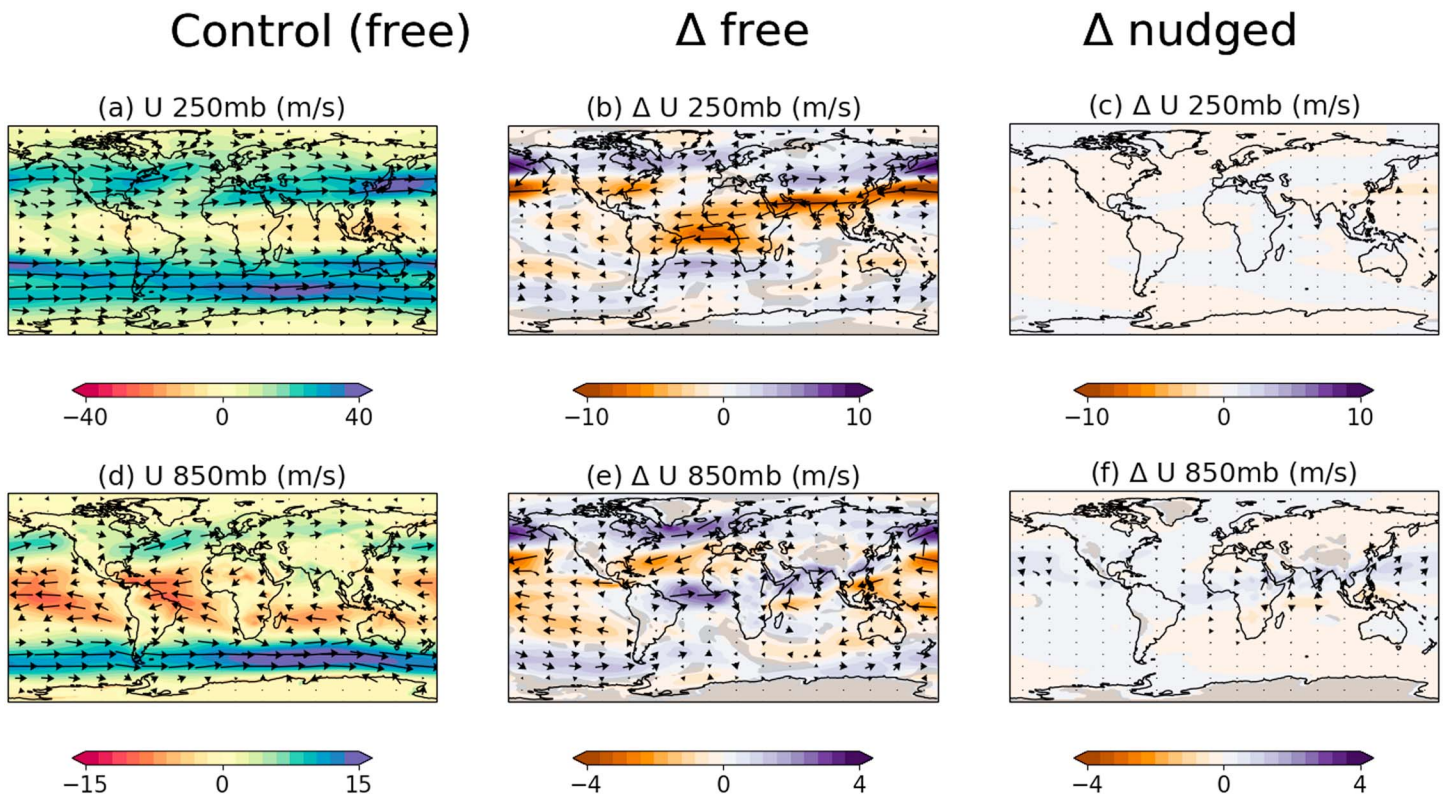 Control (free) Δ free Δ nudged
(a) U 250mb (m/s) (b) Δ U 250mb (m/s) (c) Δ U 250mb (m/s)
−40 0 40 −10 0 10 −10 0 10
(d) U 850mb (m/s) (e) Δ U 850mb (m/s) (f) Δ U 850mb (m/s)
−15 0 15 −4 0 4 −4 0 4